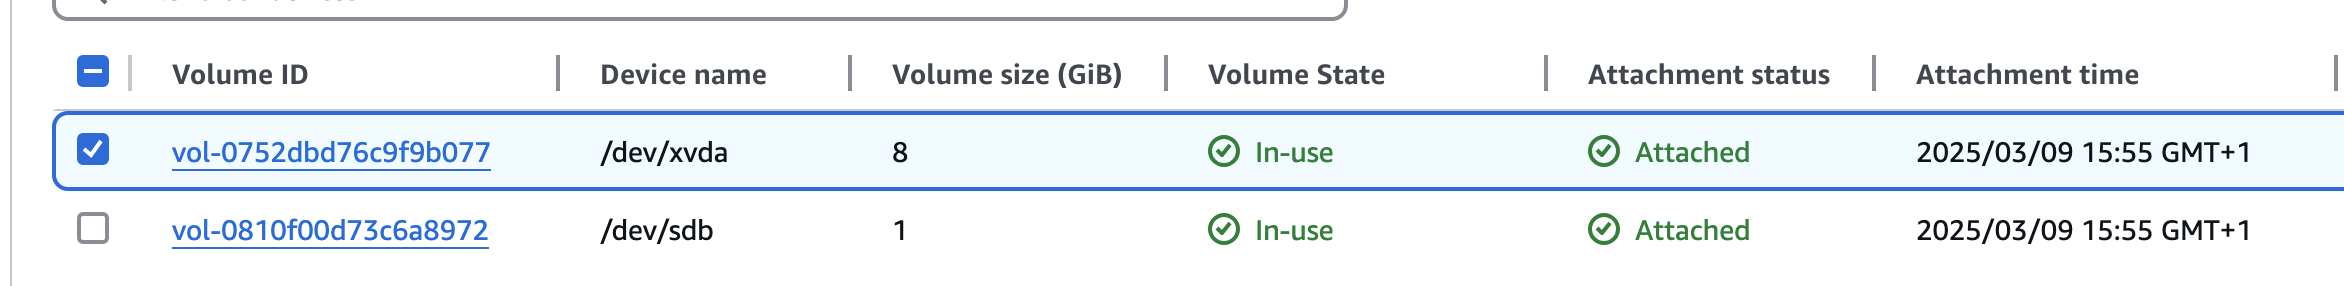 Volume ID Device name Volume size (GiB) Volume State Attachment status Attachment time
vol-0752dbd76c9f9b077 /dev/xvda 8 In-use Attached 2025/03/09 15:55 GMT+1
vol-0810f00d73c6a8972 /dev/sdb 1 In-use Attached 2025/03/09 15:55 GMT+1